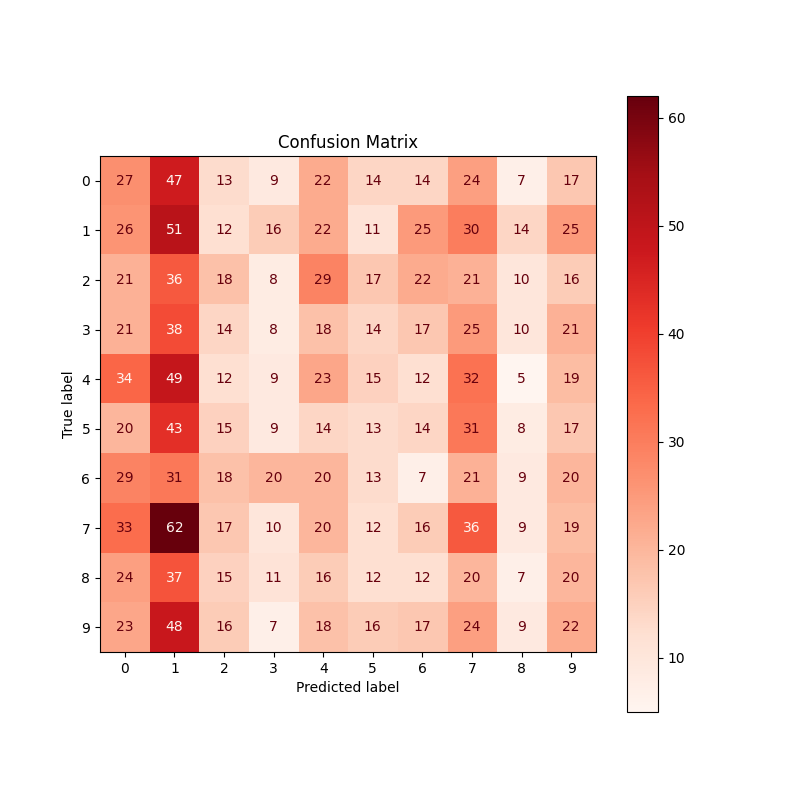 Confusion Matrix
0 27 47 13 9 22 14 14 24 7 17
1 26 51 12 16 22 11 25 30 14 25
2 21 36 18 8 29 17 22 21 10 16
3 21 38 14 8 18 14 17 25 10 21
4 34 49 12 9 23 15 12 32 5 19
5 20 43 15 9 14 13 14 31 8 17
6 29 31 18 20 20 13 7 21 9 20
7 33 62 17 10 20 12 16 36 9 19
8 24 37 15 11 16 12 12 20 7 20
9 23 48 16 7 18 16 17 24 9 22
0 1 2 3 4 5 6 7 8 9
Predicted label
True label
60
50
40
30
20
10